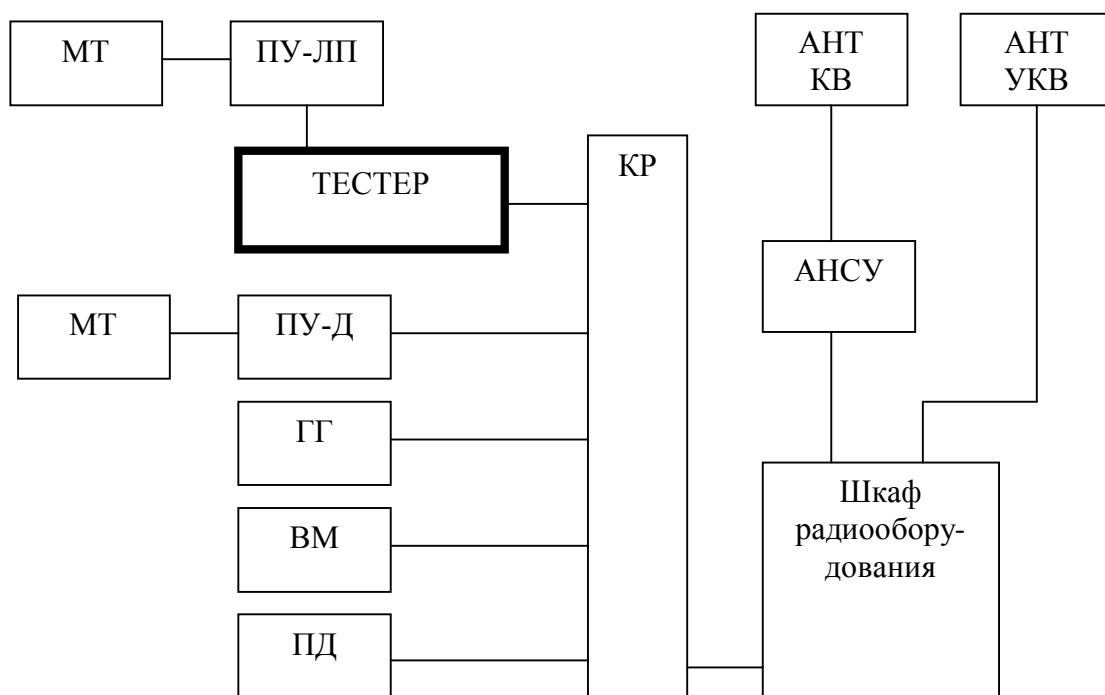 МТ
ПУ-ЛП
АНТ
КВ
АНТ
УКВ
ТЕСТЕР
КР
АНСУ
МТ
ПУ-Д
ГГ
ВМ
ПД
Шкаф
радиообору-
дования